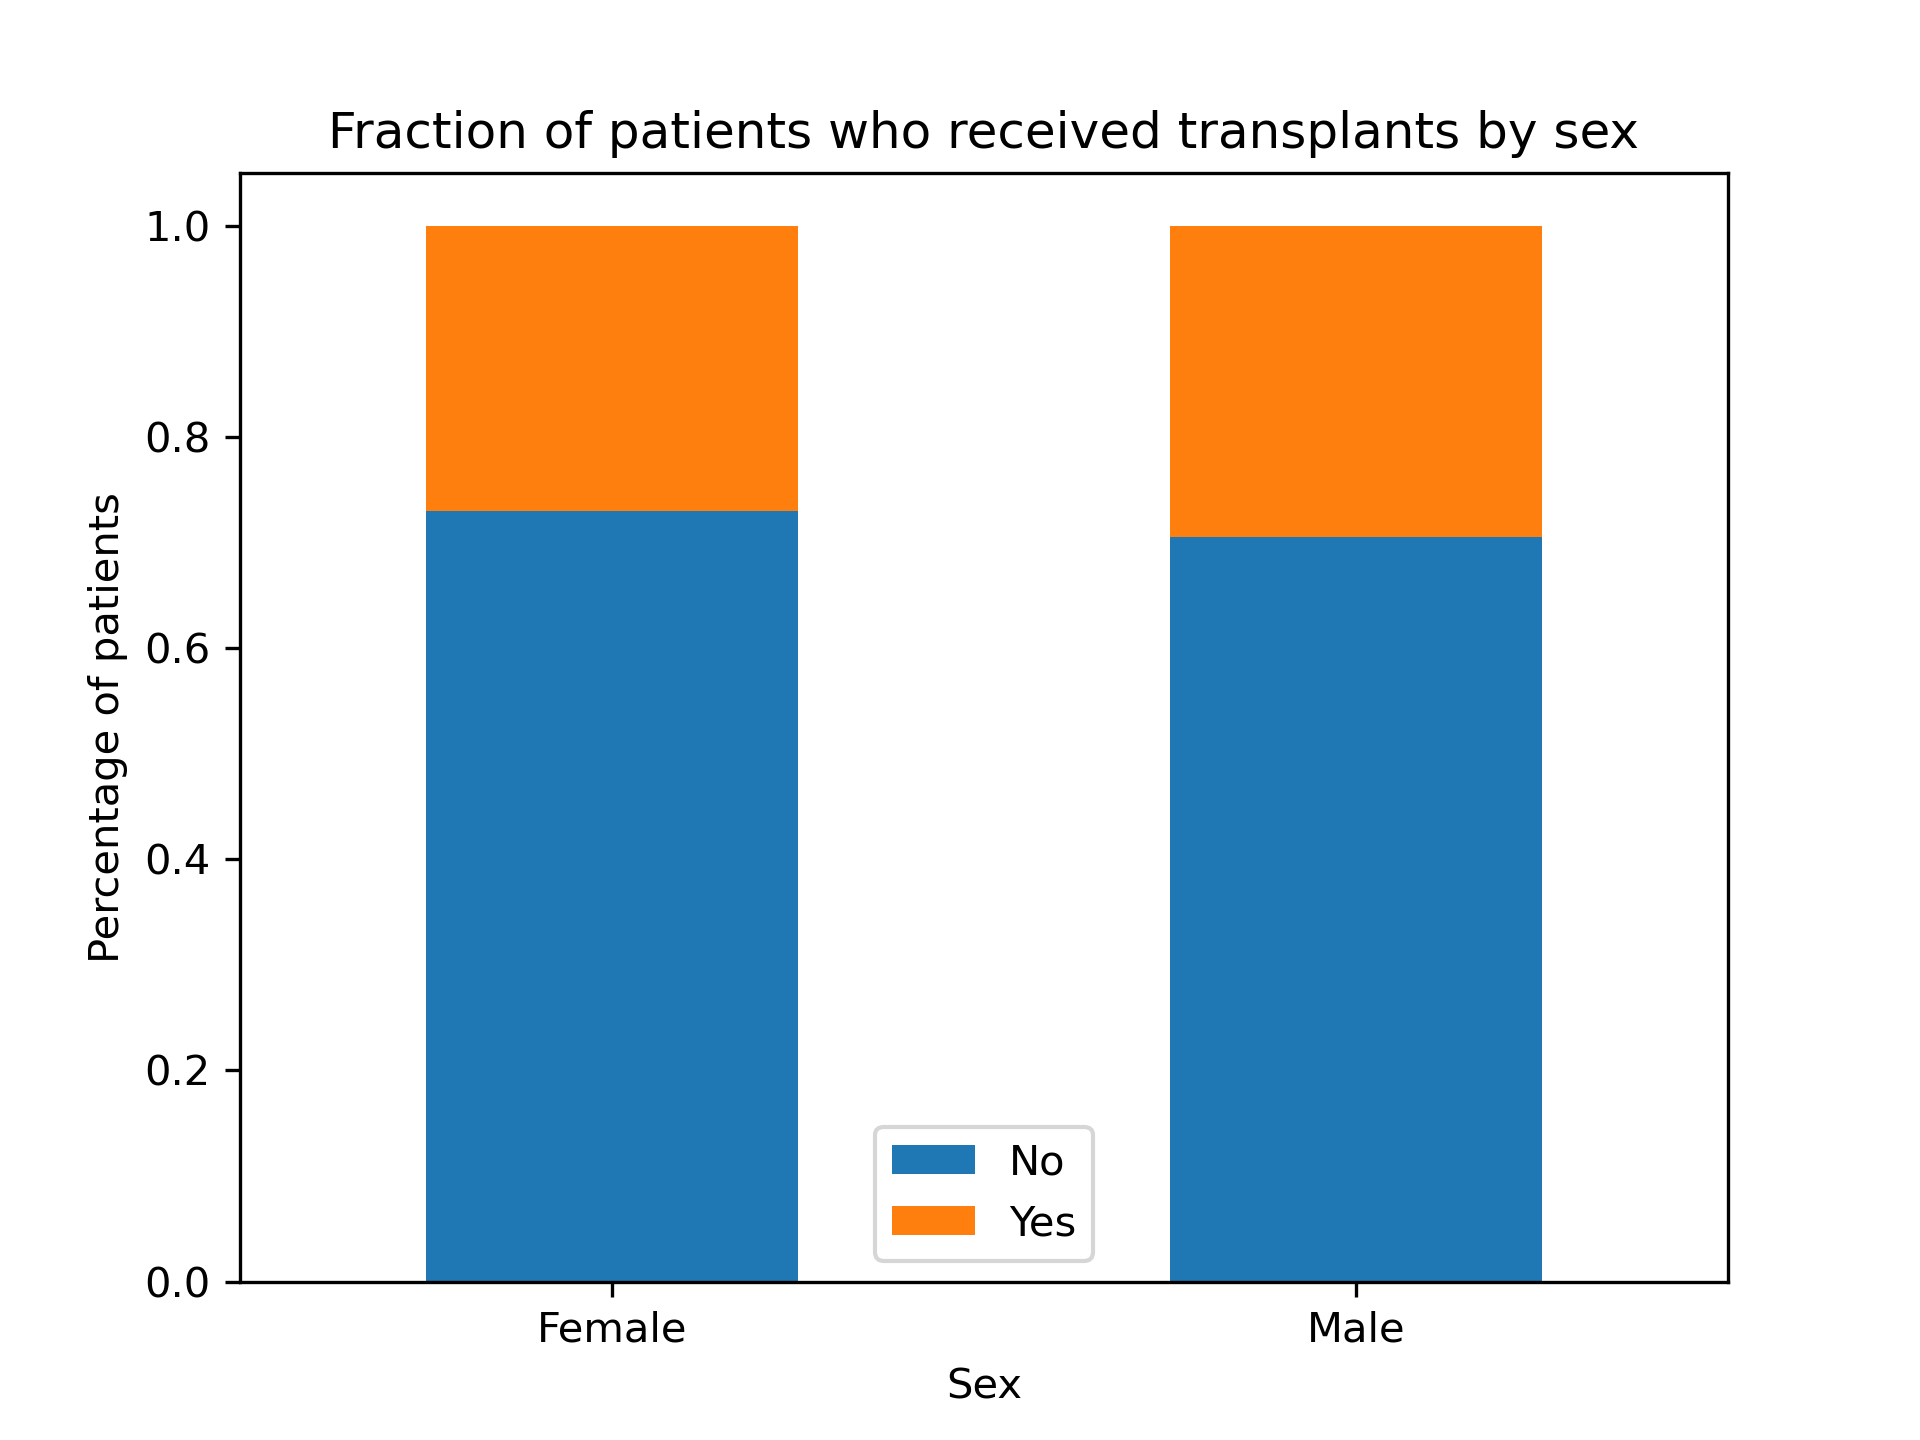 Fraction of patients who received transplants by sex
Percentage of patients
1.0
0.8
0.6
0.4
0.2
0.0
No
Yes
Female
Male
Sex